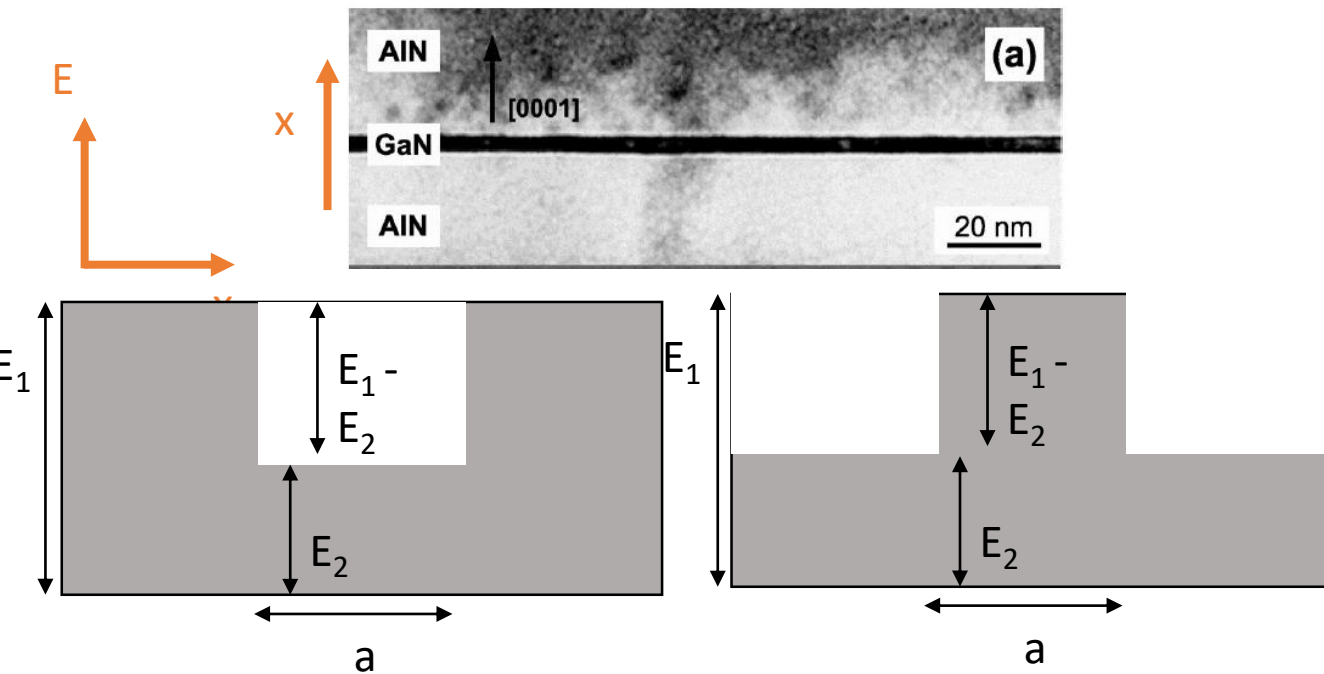 AlN
(a)
E
x
[0001]
GaN
AlN
20 nm
E₁
E₁ -
E₂
E₂
a
E₁
E₁ -
E₂
E₂
a